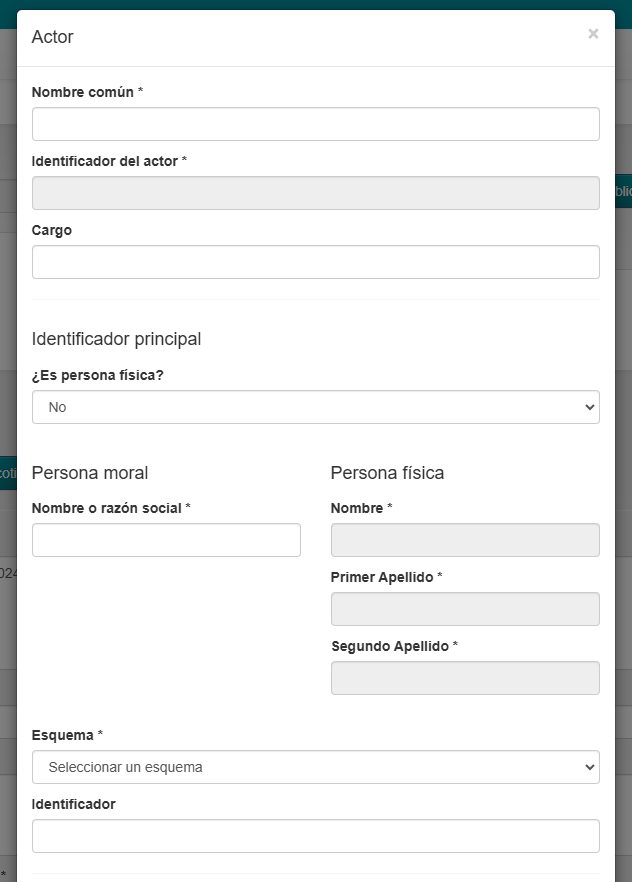 Actor
×
Nombre común *
Identificador del actor *
Cargo
Identificador principal
¿Es persona física?
No
Persona moral
Persona física
Nombre o razón social *
Nombre *
Primer Apellido *
Segundo Apellido *
Esquema *
Seleccionar un esquema
Identificador
*